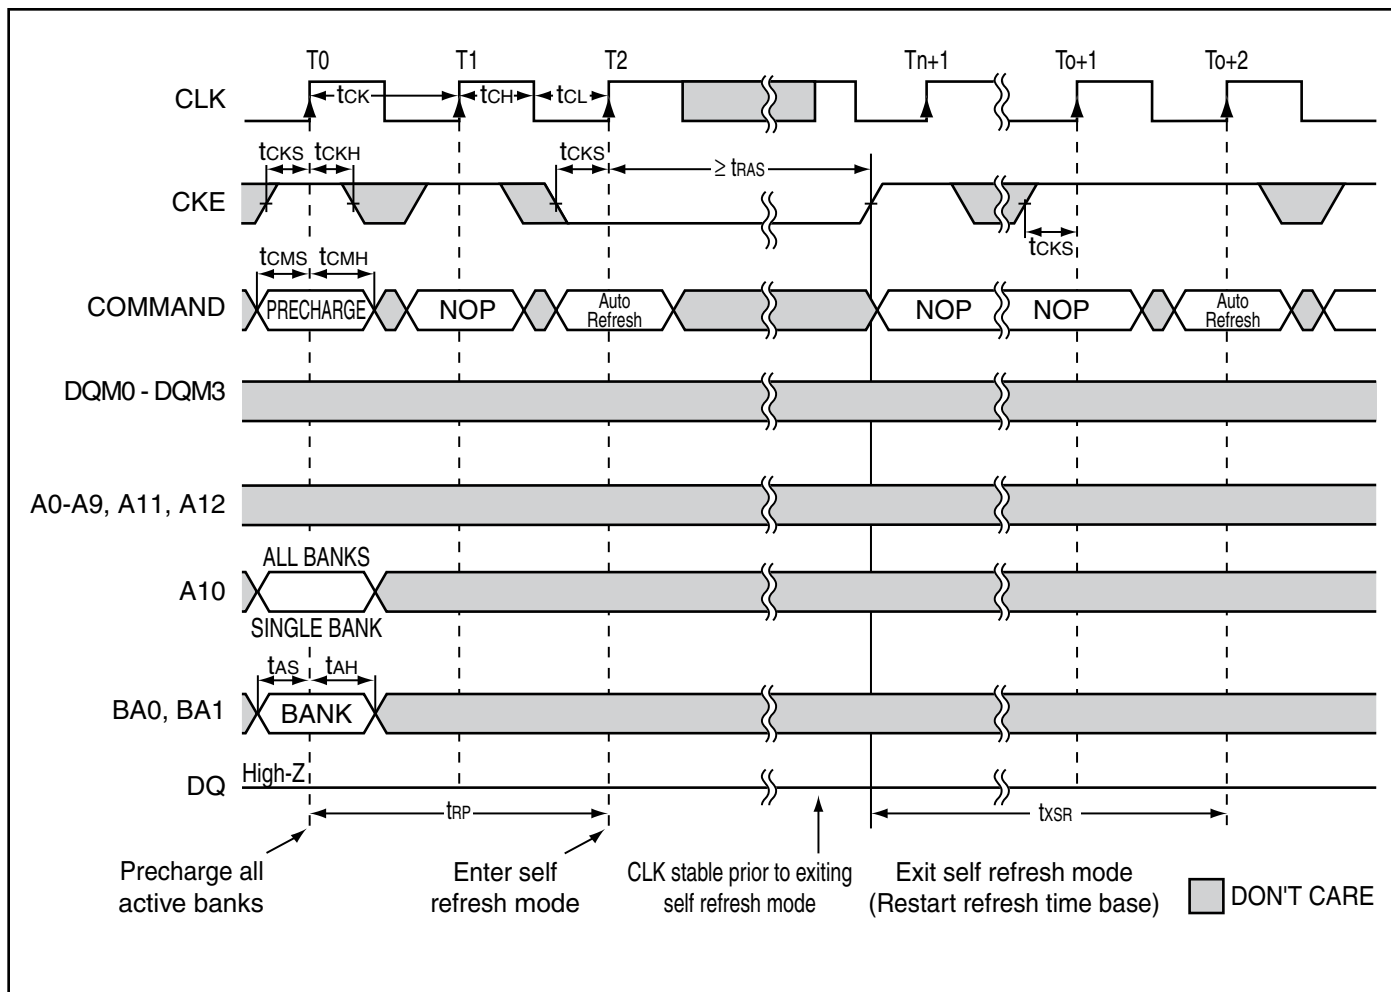 T0 T1 T2 Tn+1 To+1 To+2
CLK tCK tCH tCL
tCKS tCKH tCKS ≥ tRAS
CKE
tCKS
tCMS tCMH
COMMAND PRECHARGE NOP Auto Refresh NOP NOP Auto Refresh
DQM0 - DQM3
A0-A9, A11, A12
ALL BANKS
A10
SINGLE BANK
tAS tAH
BA0, BA1 BANK
High-Z
DQ
tRP tXSR
Precharge all
active banks
Enter self
refresh mode
CLK stable prior to exiting
self refresh mode
Exit self refresh mode
(Restart refresh time base)
DON'T CARE